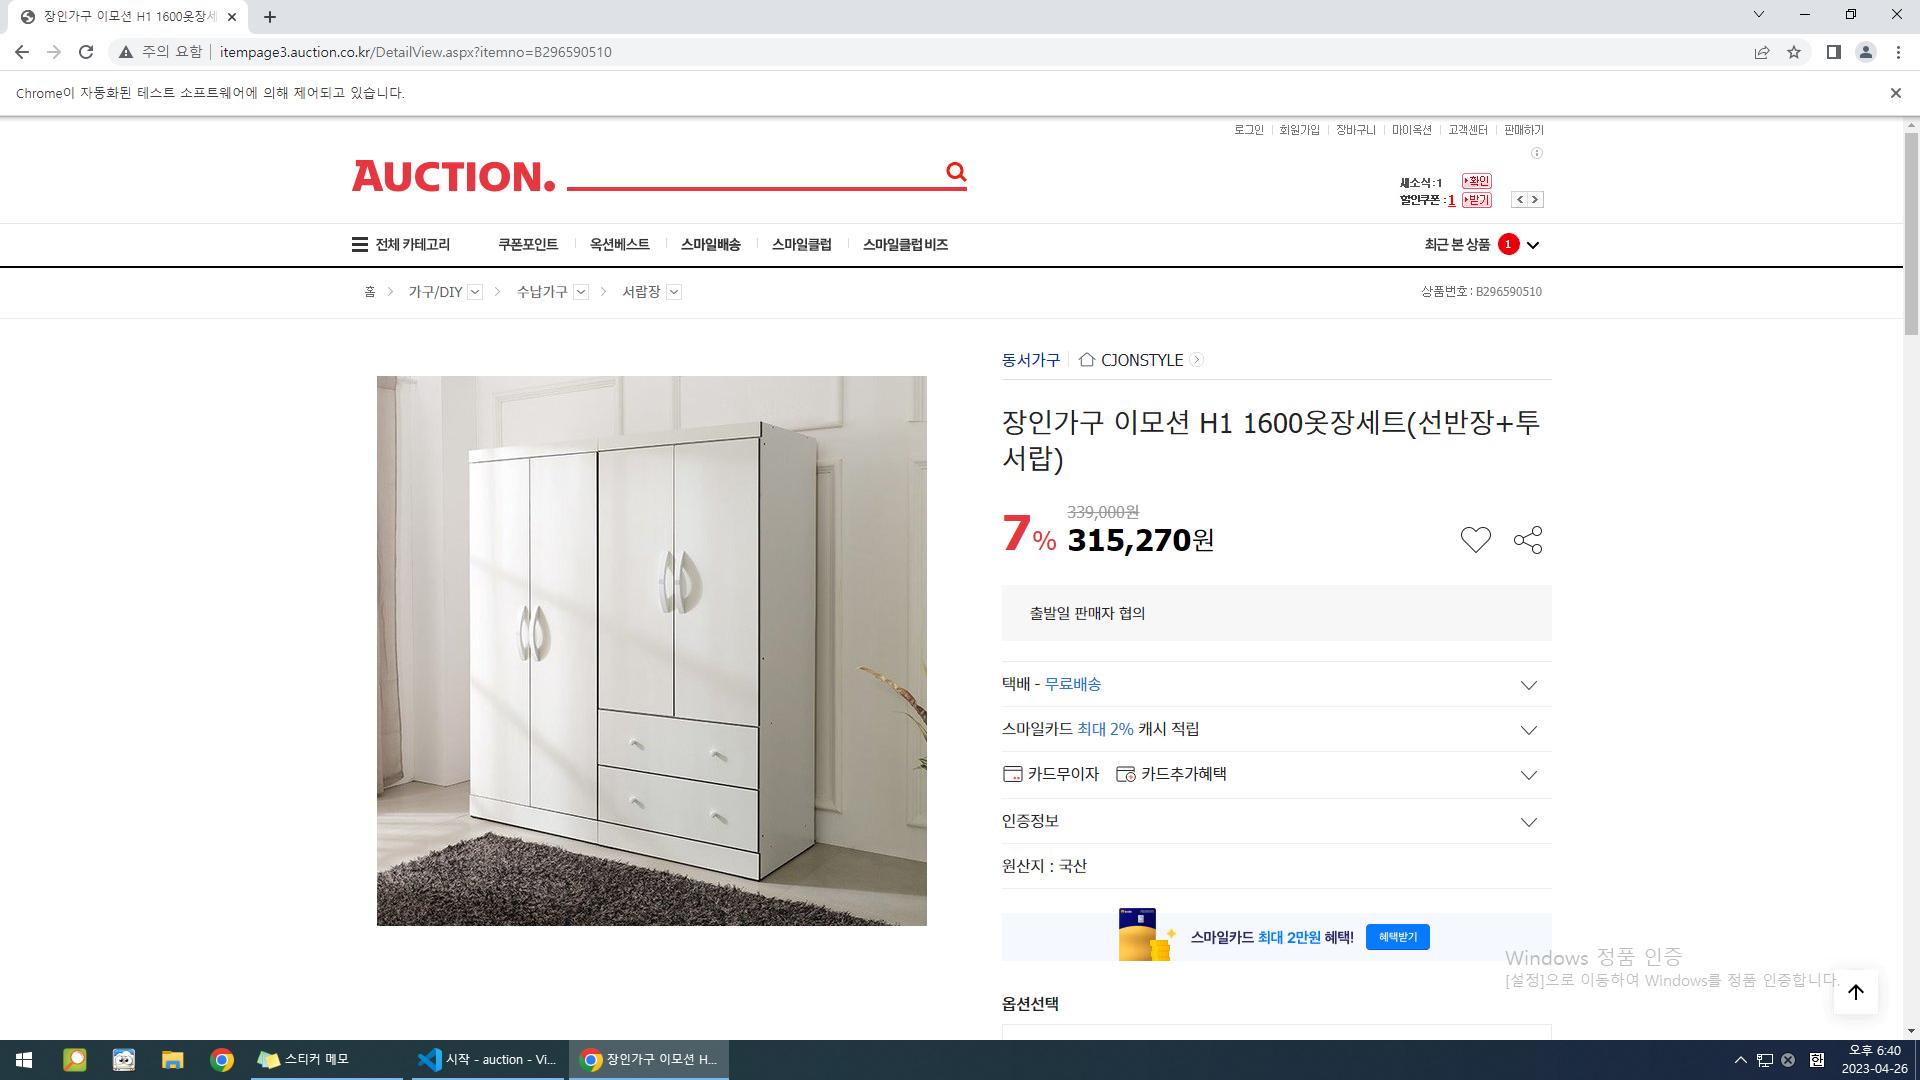 장인가구 이모션 H1 1600옷장세
주의 요함 itempage3.auction.co.kr/DetailView.aspx?itemno=B296590510
Chrome이 자동화된 테스트 소프트웨어에 의해 제어되고 있습니다.
로그인 회원가입 장바구니 마이옥션 고객센터 판매하기
AUCTION.
새소식:1 확인
할인쿠폰:1 받기
전체 카테고리 쿠폰포인트 옥션베스트 스마일배송 스마일클럽 스마일클럽 비즈 최근 본 상품 1
홈 가구/DIY 수납가구 서랍장 상품번호 : B296590510
동서가구 CJONSTYLE
장인가구 이모션 H1 1600옷장세트(선반장+투
서랍)
339,000원
7% 315,270원
출발일 판매자 협의
택배 - 무료배송
스마일카드 최대 2% 캐시 적립
카드무이자 카드추가혜택
인증정보
원산지 : 국산
스마일카드 최대 2만원 혜택! 혜택받기
Windows 정품 인증
[설정]으로 이동하여 Windows를 정품 인증합니다.
옵션선택
스티커 메모 시작 - auction - Vi... 장인가구 이모션 H... 한 오후 6:40
2023-04-26